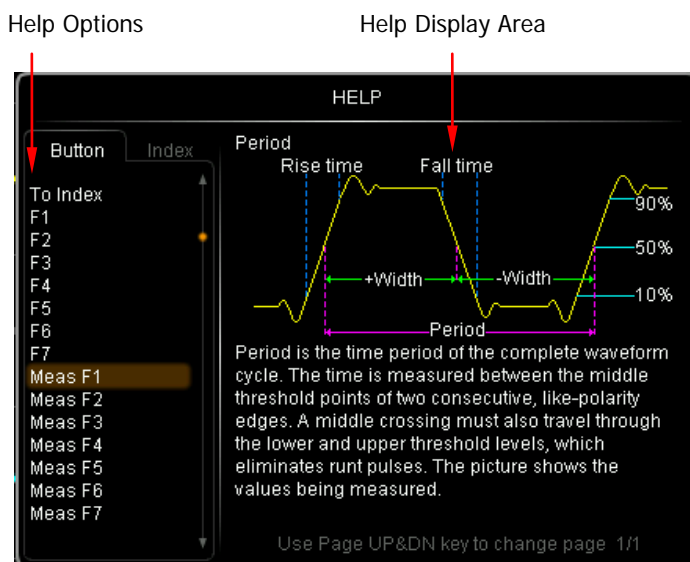 Help Options
Help Display Area
HELP
Button
Index
To Index
F1
F2
F3
F4
F5
F6
F7
Meas F1
Meas F2
Meas F3
Meas F4
Meas F5
Meas F6
Meas F7
Period
Rise time
Fall time
90%
50%
+Width
-Width
10%
Period
Period is the time period of the complete waveform
cycle. The time is measured between the middle
threshold points of two consecutive, like-polarity
edges. A middle crossing must also travel through
the lower and upper threshold levels, which
eliminates runt pulses. The picture shows the
values being measured.
Use Page UP&DN key to change page 1/1